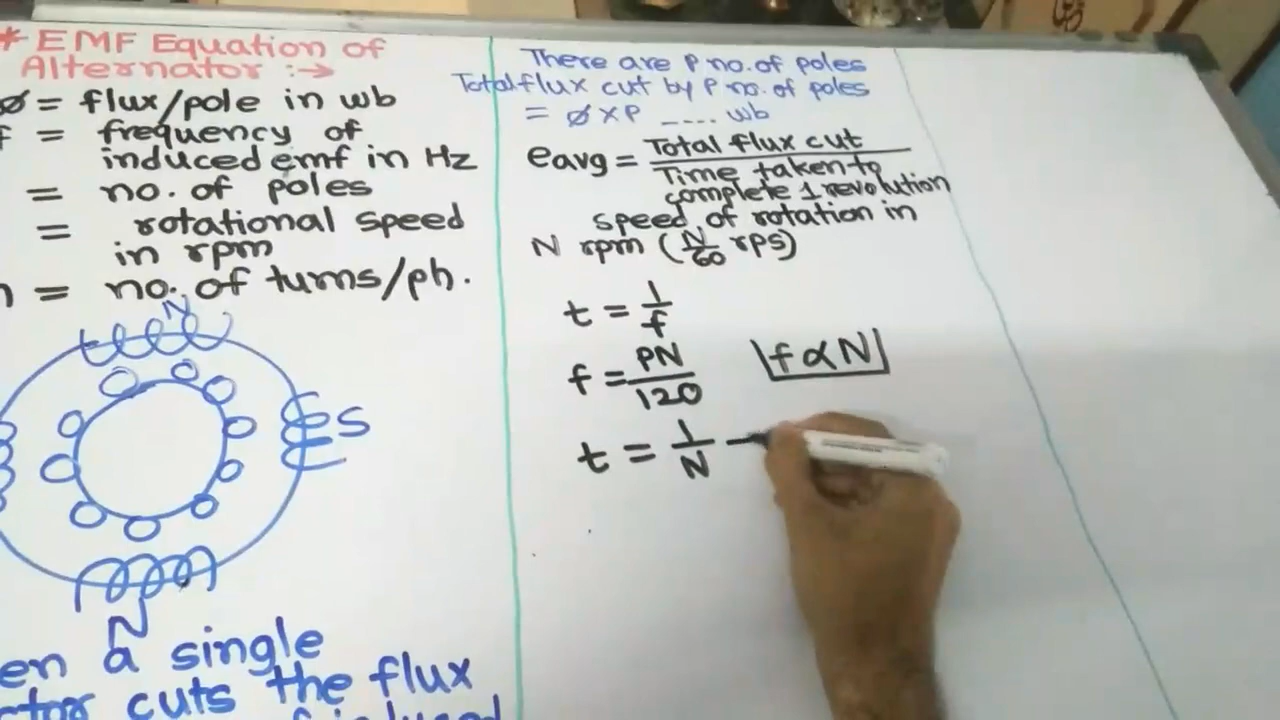 * EMF Equation of
Alternator :→
φ = flux/pole in wb
f = frequency of
induced emf in Hz
= no. of poles
= rotational speed
in rpm
= no. of turns/ph.
N
S
N
a single
cuts the flux
There are P no. of poles
Total flux cut by P no. of poles
= φ x P .... wb
eavg = Total flux cut
Time taken to
complete 1 revolution
speed of rotation in
N rpm (N/60 rps)
t = 1/f
f = PN/120
f ∝ N
t = 1/N